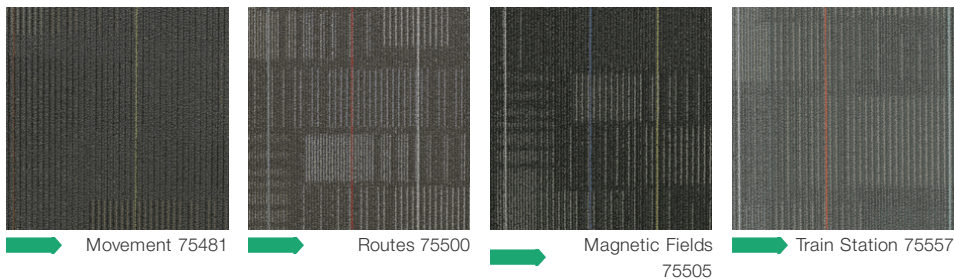 Movement 75481
Routes 75500
Magnetic Fields
75505
Train Station 75557